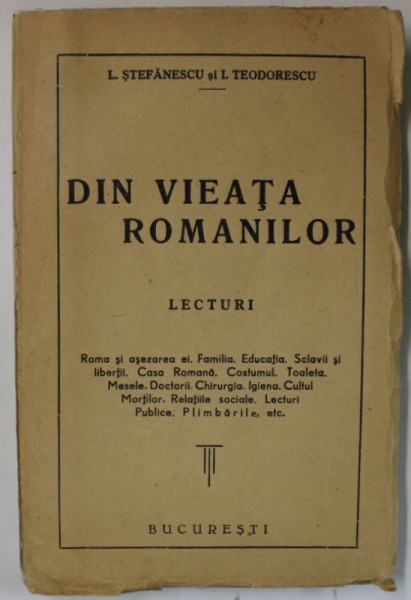 L. ŞTEFĂNESCU şi I. TEODORESCU
DIN VIEAŢA
ROMANILOR
LECTURI
Roma şi aşezarea ei. Familia. Educaţia. Sclavii şi
liberţii. Casa Romană. Costumul. Toaleta.
Mesele. Doctorii. Chirurgia. Igiena. Cultul
Morţilor. Relaţiile sociale. Lecturi
Publice. Plimbările, etc.
BUCUREŞTI